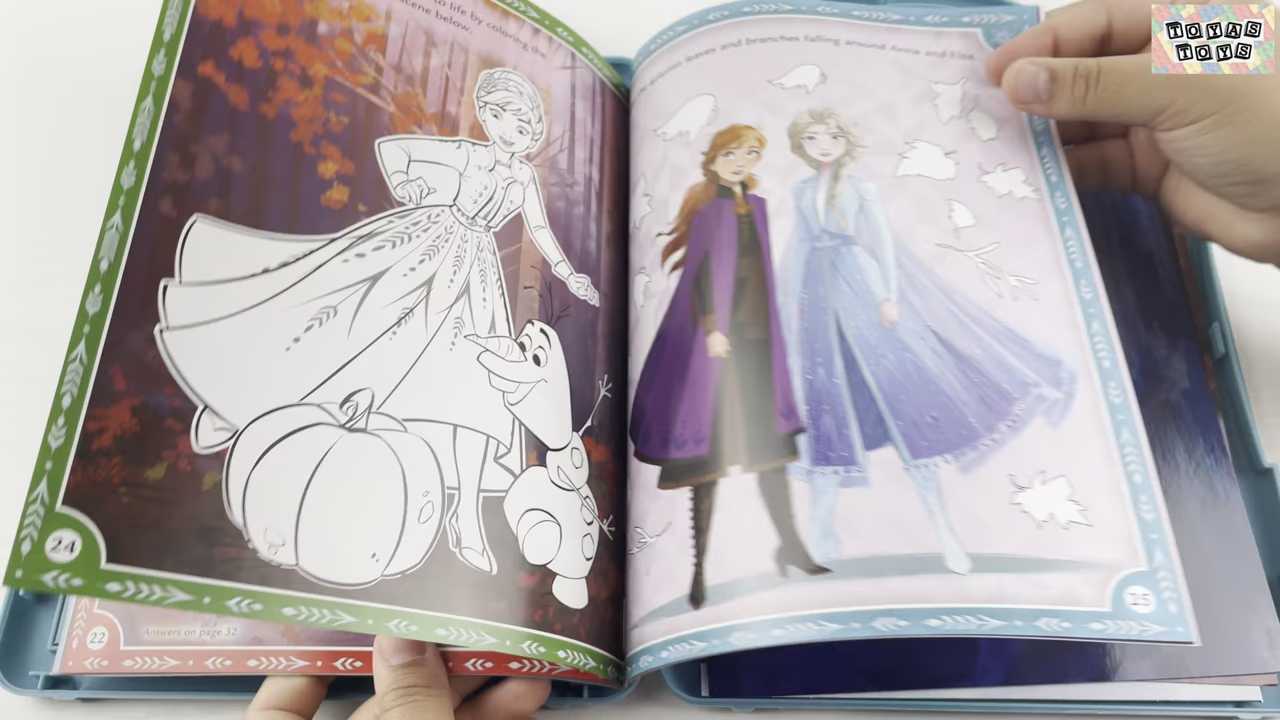 to life by coloring the
scene below.
leaves and branches falling around Anna and Elsa.
TOYAS
TOYS
24
25
22
Answers on page 32